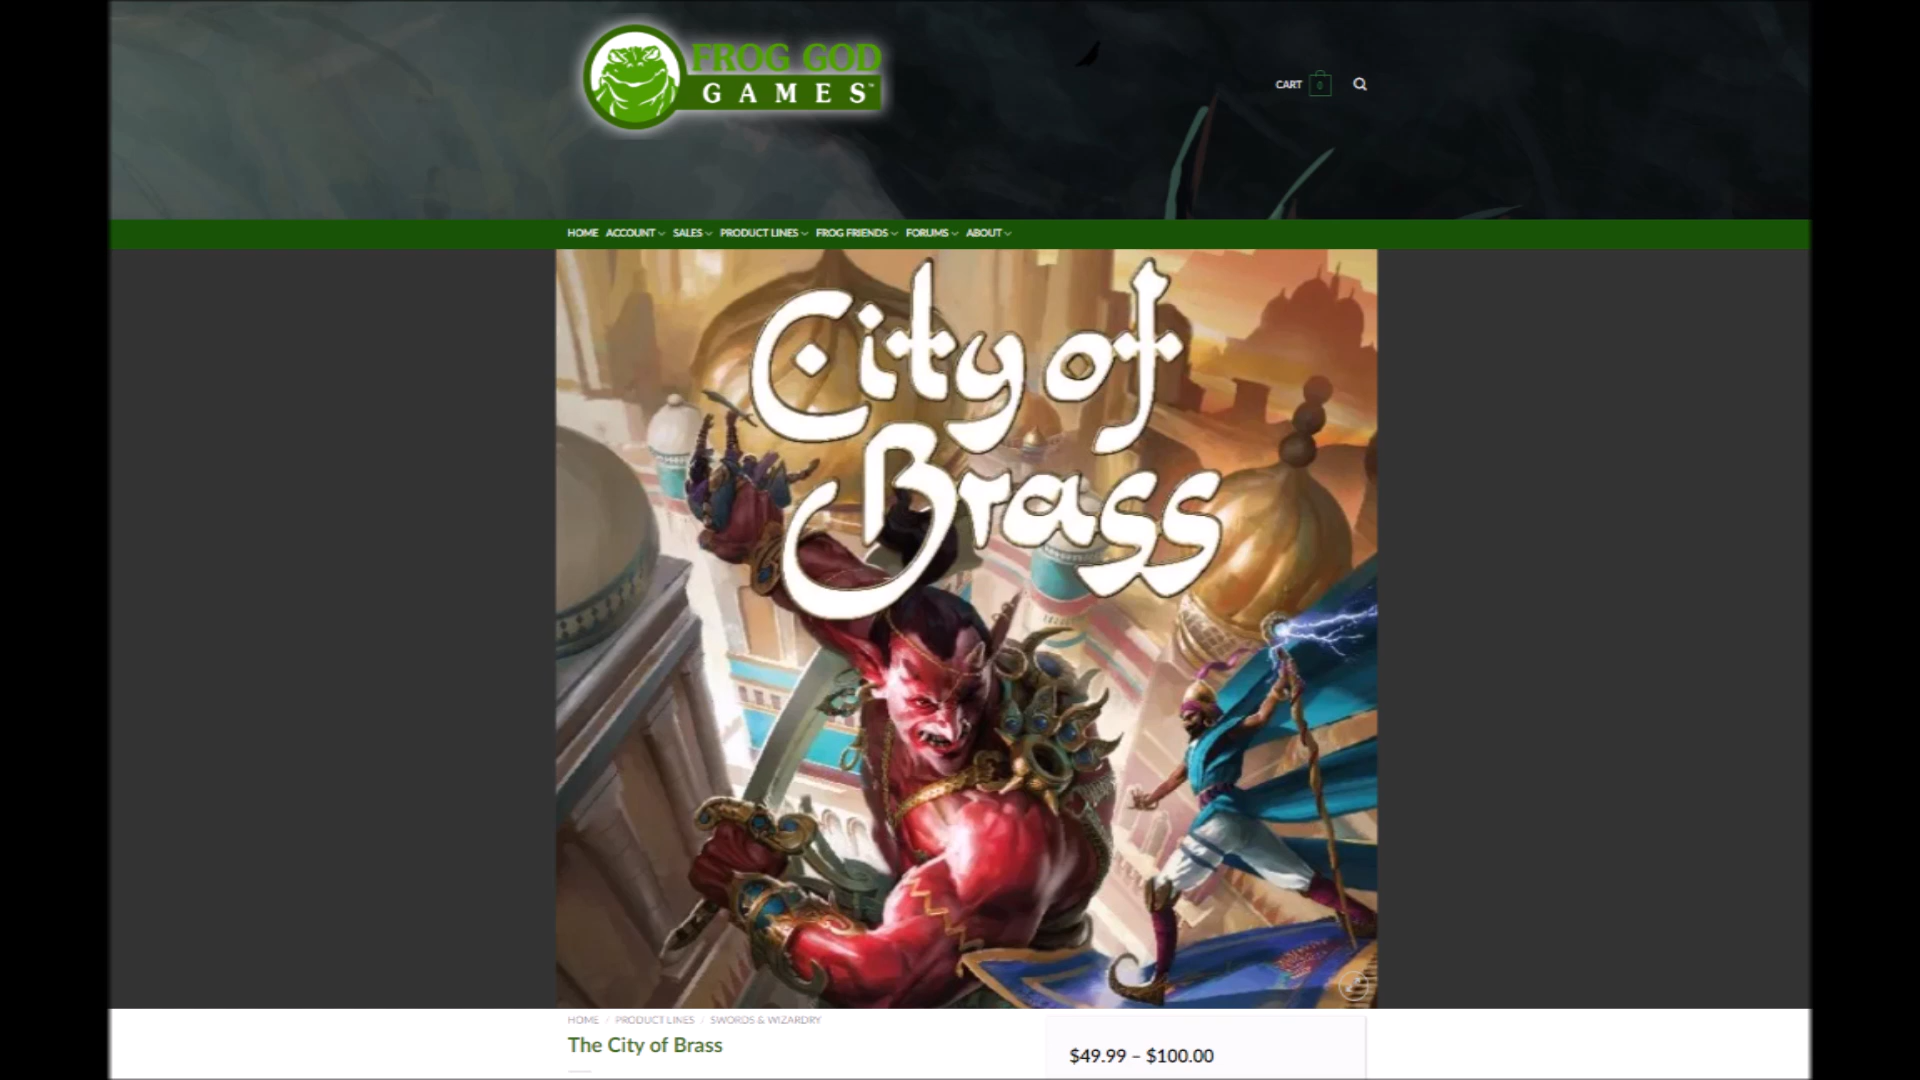 FROG GOD
GAMES™
CART 0
HOME ACCOUNT SALES PRODUCT LINES FROG FRIENDS FORUMS ABOUT
City of
Brass
HOME / PRODUCT LINES / SWORDS & WIZARDRY
The City of Brass
$49.99 – $100.00